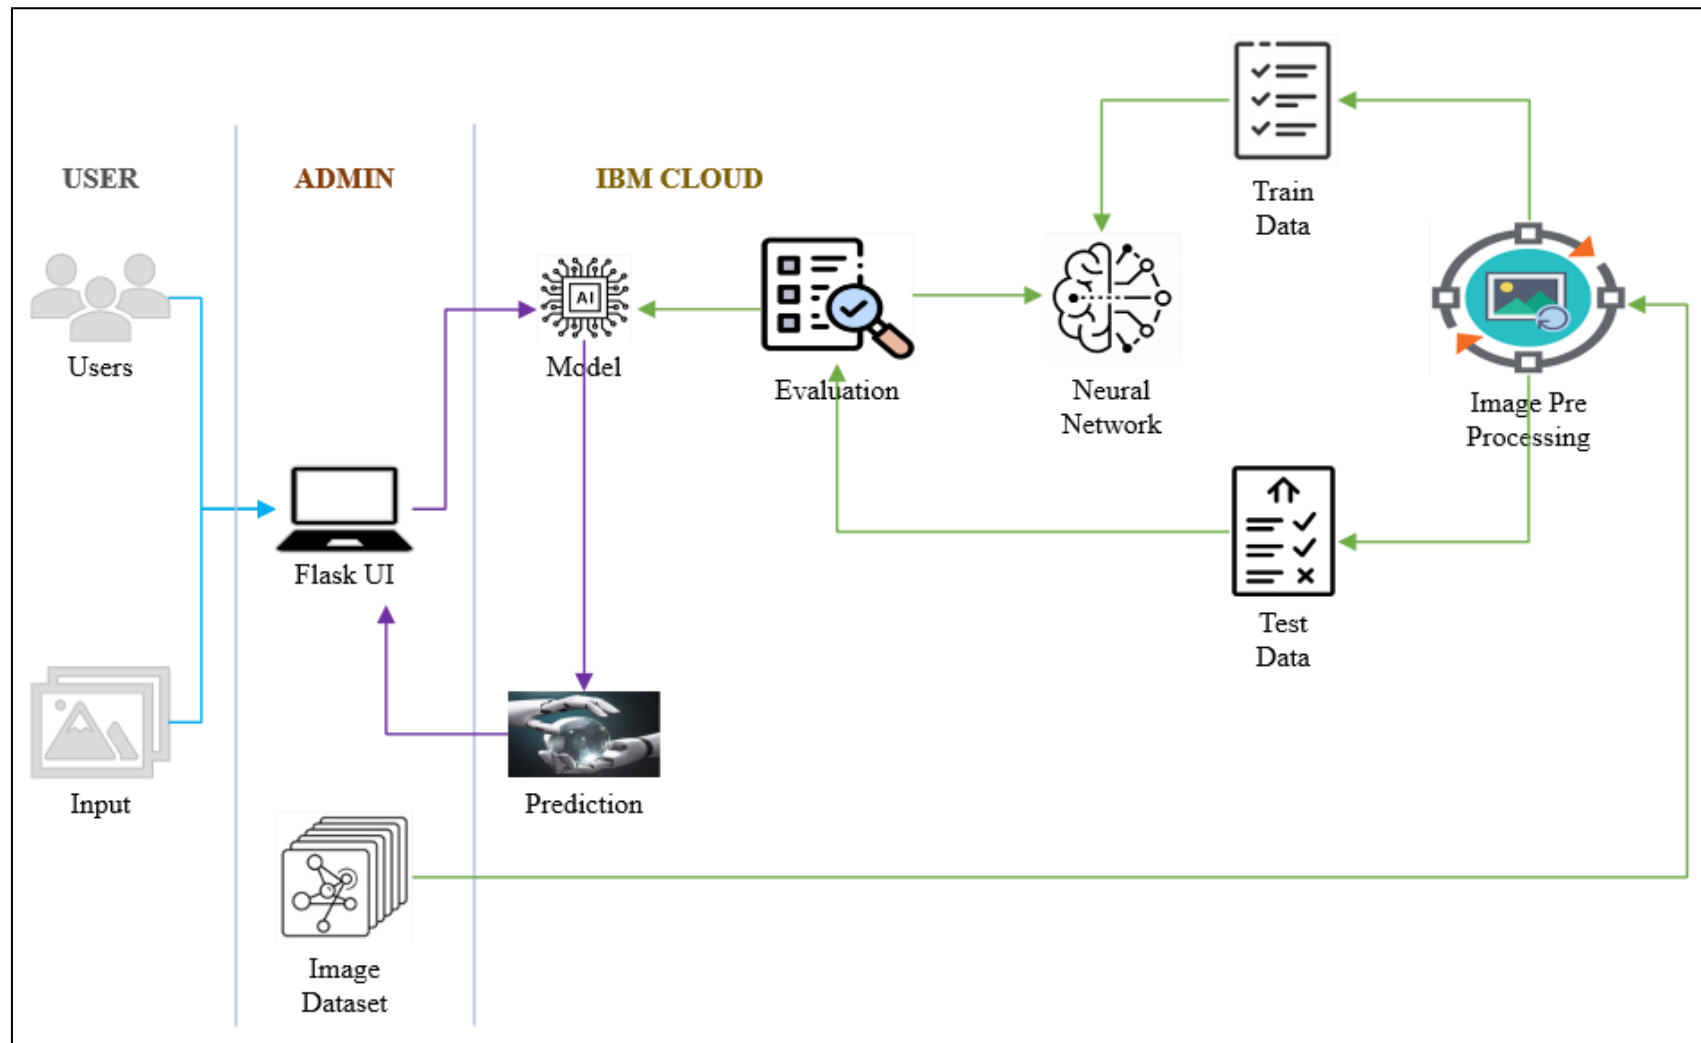 USER
ADMIN
IBM CLOUD
Train
Data
Users
Model
AI
Evaluation
Neural
Network
Image Pre
Processing
Flask UI
Test
Data
Input
Prediction
Image
Dataset